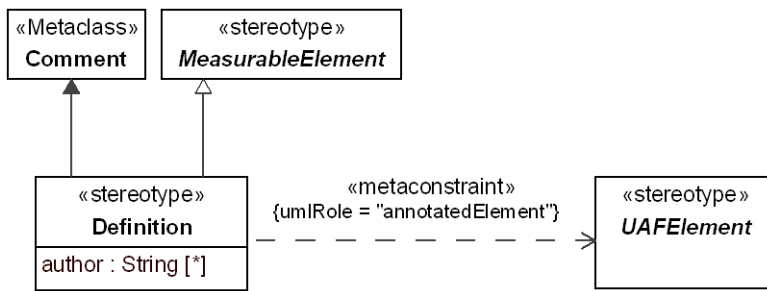 «Metaclass»
Comment
«stereotype»
MeasurableElement
«stereotype»
Definition
author : String [*]
«metaconstraint»
{umlRole = "annotatedElement"}
«stereotype»
UAFElement